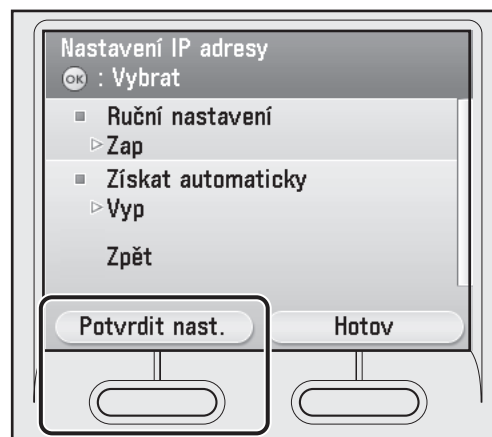 Nastavení IP adresy
OK : Vybrat
Ruční nastavení
Zap
Získat automaticky
Vyp
Zpět
Potvrdit nast.
Hotov